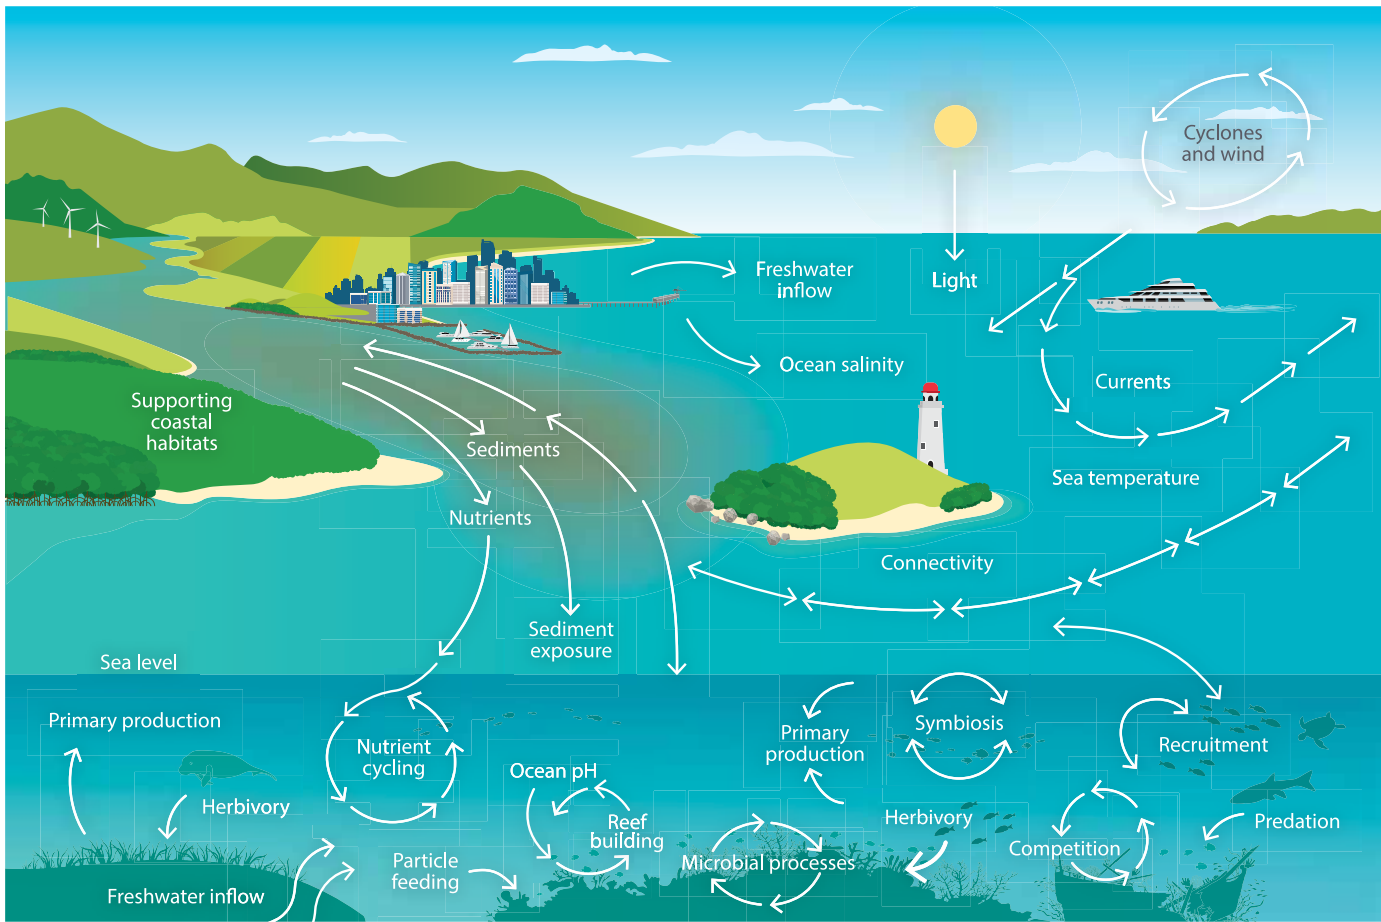 Cyclones
and wind
Freshwater
inflow
Light
Ocean salinity
Currents
Supporting
coastal
habitats
Sediments
Sea temperature
Nutrients
Connectivity
Sediment
exposure
Sea level
Primary production
Nutrient
cycling
Primary
production
Symbiosis
Recruitment
Ocean pH
Herbivory
Reef
building
Herbivory
Predation
Competition
Particle
feeding
Microbial processes
Freshwater inflow